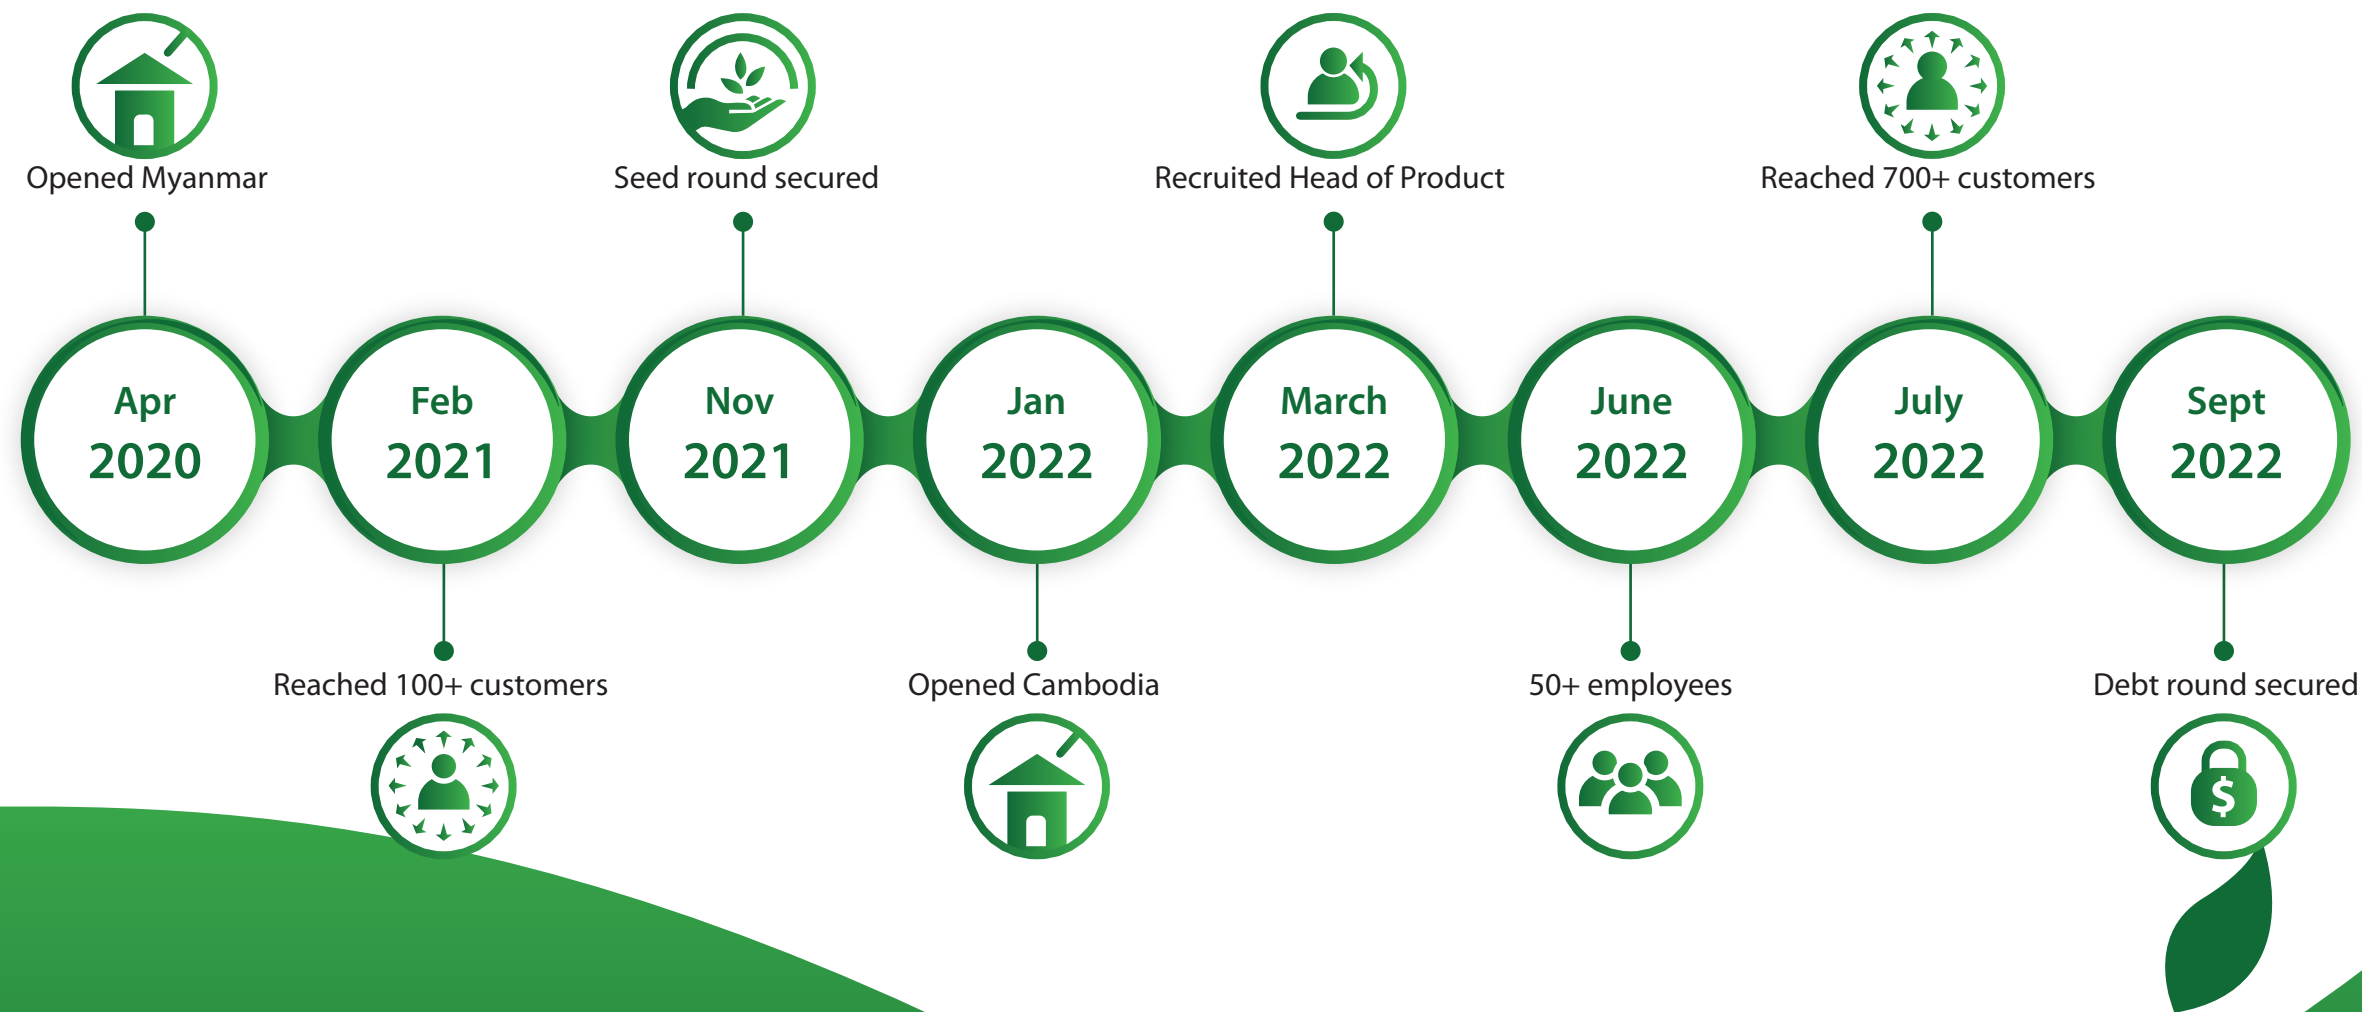 Opened Myanmar
Seed round secured
Recruited Head of Product
Reached 700+ customers
Apr
2020
Feb
2021
Nov
2021
Jan
2022
March
2022
June
2022
July
2022
Sept
2022
Reached 100+ customers
Opened Cambodia
50+ employees
Debt round secured
$